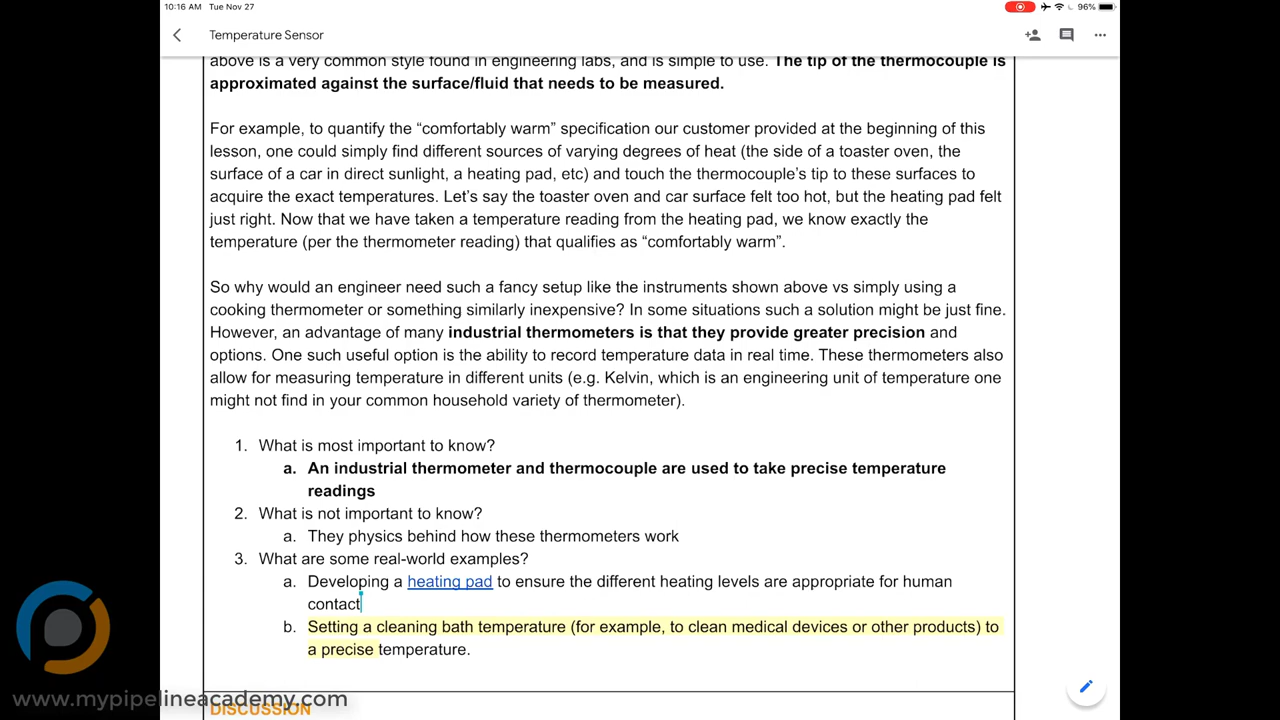 10:16 AM Tue Nov 27
96%
Temperature Sensor
above is a very common style found in engineering labs, and is simple to use. The tip of the thermocouple is
approximated against the surface/fluid that needs to be measured.
For example, to quantify the “comfortably warm” specification our customer provided at the beginning of this
lesson, one could simply find different sources of varying degrees of heat (the side of a toaster oven, the
surface of a car in direct sunlight, a heating pad, etc) and touch the thermocouple’s tip to these surfaces to
acquire the exact temperatures. Let’s say the toaster oven and car surface felt too hot, but the heating pad felt
just right. Now that we have taken a temperature reading from the heating pad, we know exactly the
temperature (per the thermometer reading) that qualifies as “comfortably warm”.
So why would an engineer need such a fancy setup like the instruments shown above vs simply using a
cooking thermometer or something similarly inexpensive? In some situations such a solution might be just fine.
However, an advantage of many industrial thermometers is that they provide greater precision and
options. One such useful option is the ability to record temperature data in real time. These thermometers also
allow for measuring temperature in different units (e.g. Kelvin, which is an engineering unit of temperature one
might not find in your common household variety of thermometer).
1. What is most important to know?
a. An industrial thermometer and thermocouple are used to take precise temperature
readings
2. What is not important to know?
a. They physics behind how these thermometers work
3. What are some real-world examples?
a. Developing a heating pad to ensure the different heating levels are appropriate for human
contact
b. Setting a cleaning bath temperature (for example, to clean medical devices or other products) to
a precise temperature.
www.mypipelineacademy.com
DISCUSSION